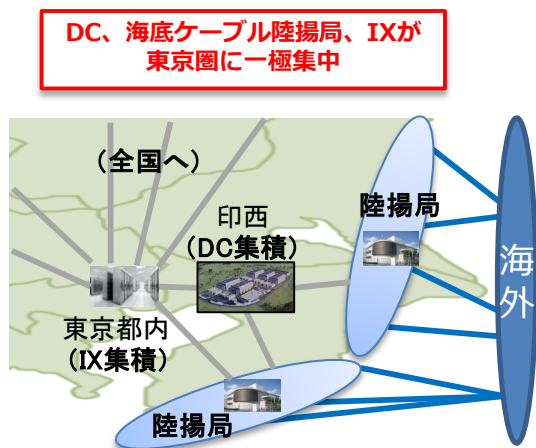 DC、海底ケーブル陸揚局、IXが
東京圏に一極集中
（全国へ）
陸揚局
印西
（DC集積）
海外
東京都内
（IX集積）
陸揚局